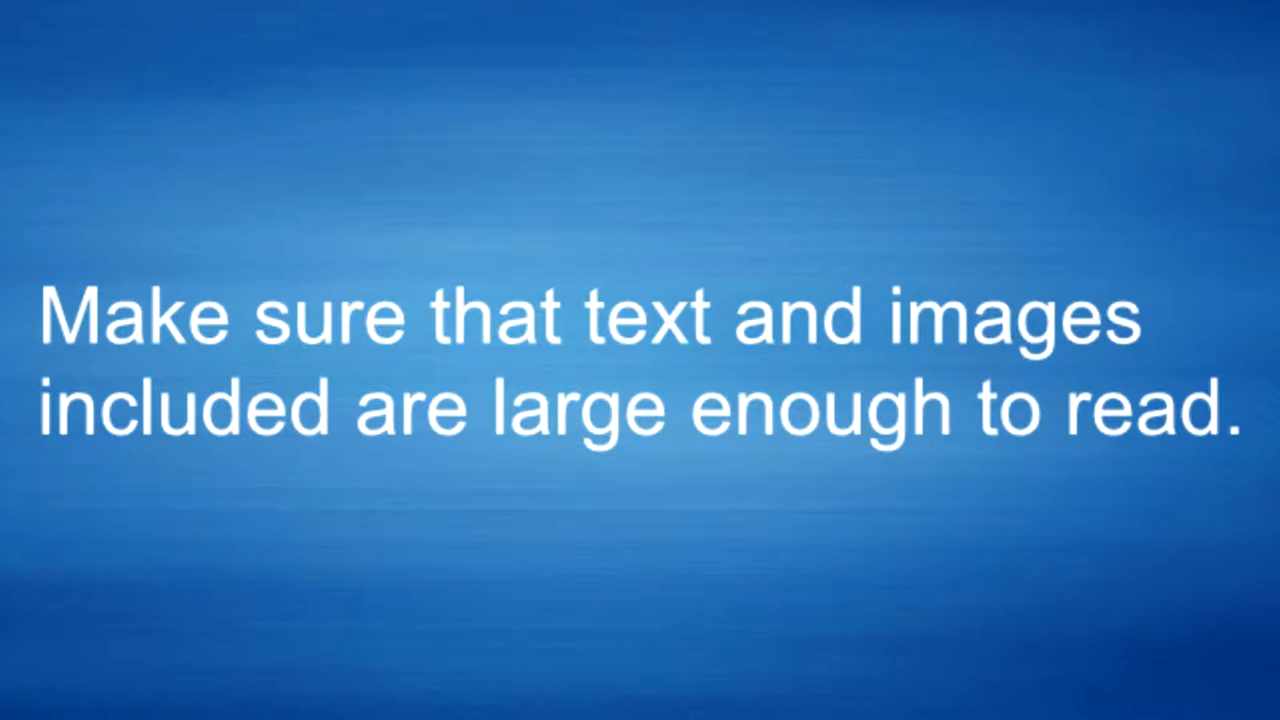 Make sure that text and images
included are large enough to read.